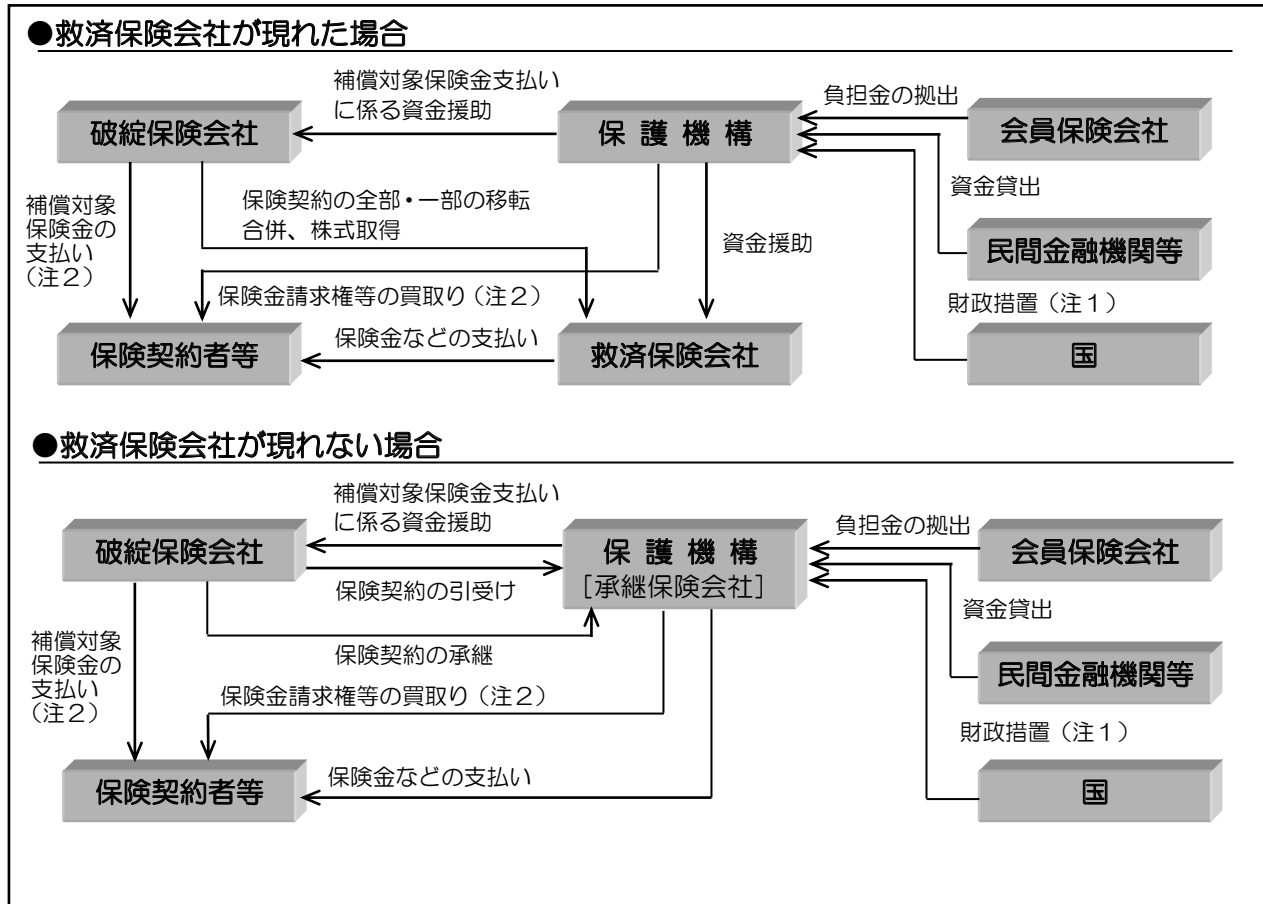 ●救済保険会社が現れた場合
補償対象保険金支払い
に係る資金援助
負担金の拠出
破綻保険会社
保護機構
会員保険会社
資金貸出
補償対象
保険金の
支払い
(注2)
保険契約の全部・一部の移転
合併、株式取得
資金援助
民間金融機関等
保険金請求権等の買取り(注2)
財政措置(注1)
保険金などの支払い
保険契約者等
救済保険会社
国
●救済保険会社が現れない場合
補償対象保険金支払い
に係る資金援助
負担金の拠出
破綻保険会社
保護機構
[承継保険会社]
会員保険会社
保険契約の引受け
資金貸出
補償対象
保険金の
支払い
(注2)
保険契約の承継
民間金融機関等
保険金請求権等の買取り(注2)
財政措置(注1)
保険金などの支払い
保険契約者等
国